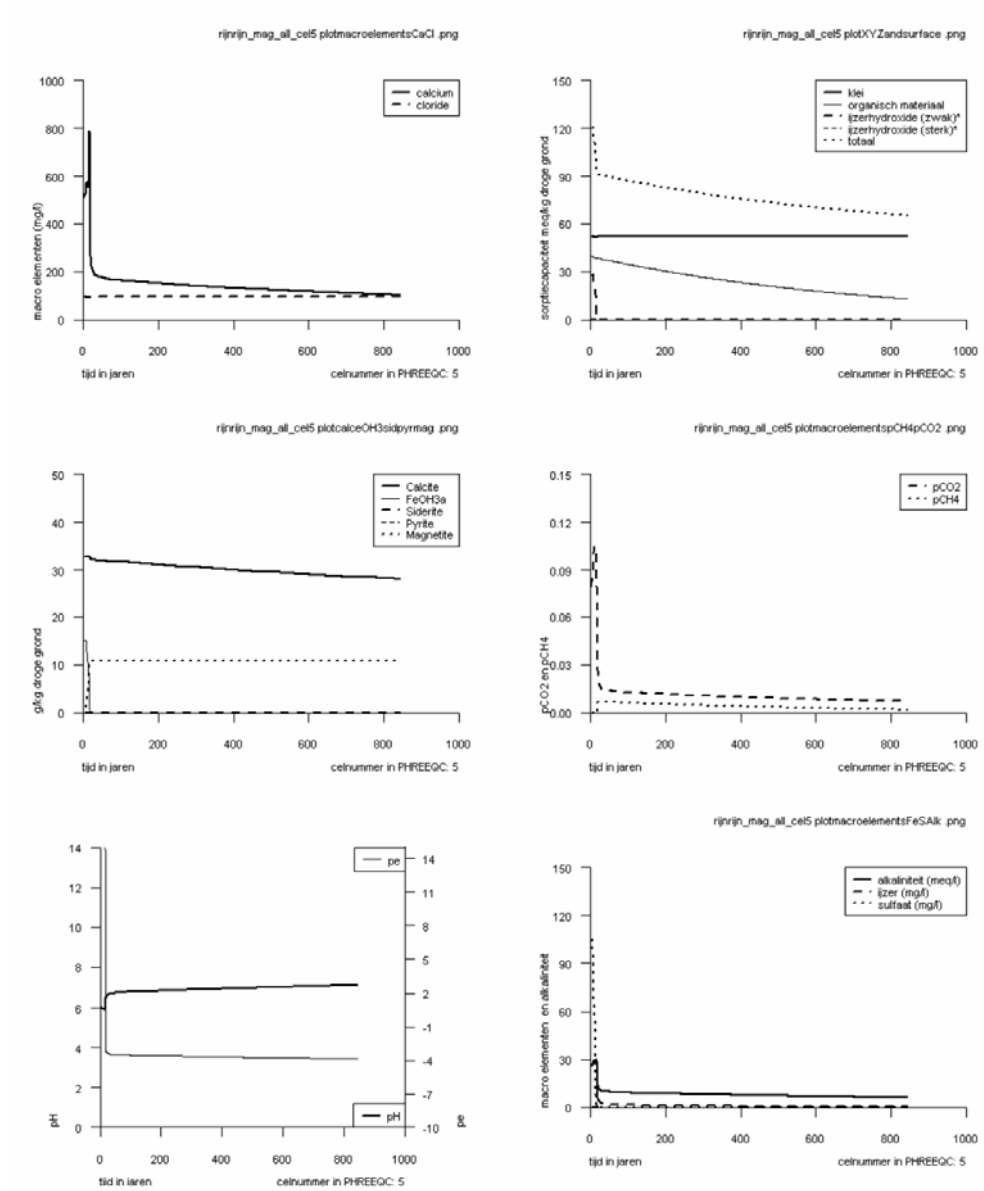 rijnrijn_mag_all_cel5 plotmacroelementsCaCl .png
1000
800
600
400
200
0
macro elementen (mg/l)
calcium
cloride
0 200 400 600 800 1000
tijd in jaren celnummer in PHREEQC: 5
rijnrijn_mag_all_cel5 plotXYZandsurface .png
150
120
90
60
30
0
sorptiecapaciteit meq/kg droge grond
klei
organisch materiaal
ijzerhydroxide (zwak)*
ijzerhydroxide (sterk)*
totaal
0 200 400 600 800 1000
tijd in jaren celnummer in PHREEQC: 5
rijnrijn_mag_all_cel5 plotcalceOH3sidpyrmag .png
50
40
30
20
10
0
g/kg droge grond
Calcite
FeOH3a
Siderite
Pyrite
Magnetite
0 200 400 600 800 1000
tijd in jaren celnummer in PHREEQC: 5
rijnrijn_mag_all_cel5 plotmacroelementspCH4pCO2 .png
0.15
0.12
0.09
0.06
0.03
0.00
pCO2 en pCH4
pCO2
pCH4
0 200 400 600 800 1000
tijd in jaren celnummer in PHREEQC: 5
14
12
10
8
6
4
2
0
pH
pe
pH
14
11
8
5
2
-1
-4
-7
-10
pe
0 200 400 600 800 1000
tijd in jaren celnummer in PHREEQC: 5
rijnrijn_mag_all_cel5 plotmacroelementsFeSAlk .png
150
120
90
60
30
0
macro elementen en alkaliniteit
alkaliniteit (meq/l)
ijzer (mg/l)
sulfaat (mg/l)
0 200 400 600 800 1000
tijd in jaren celnummer in PHREEQC: 5